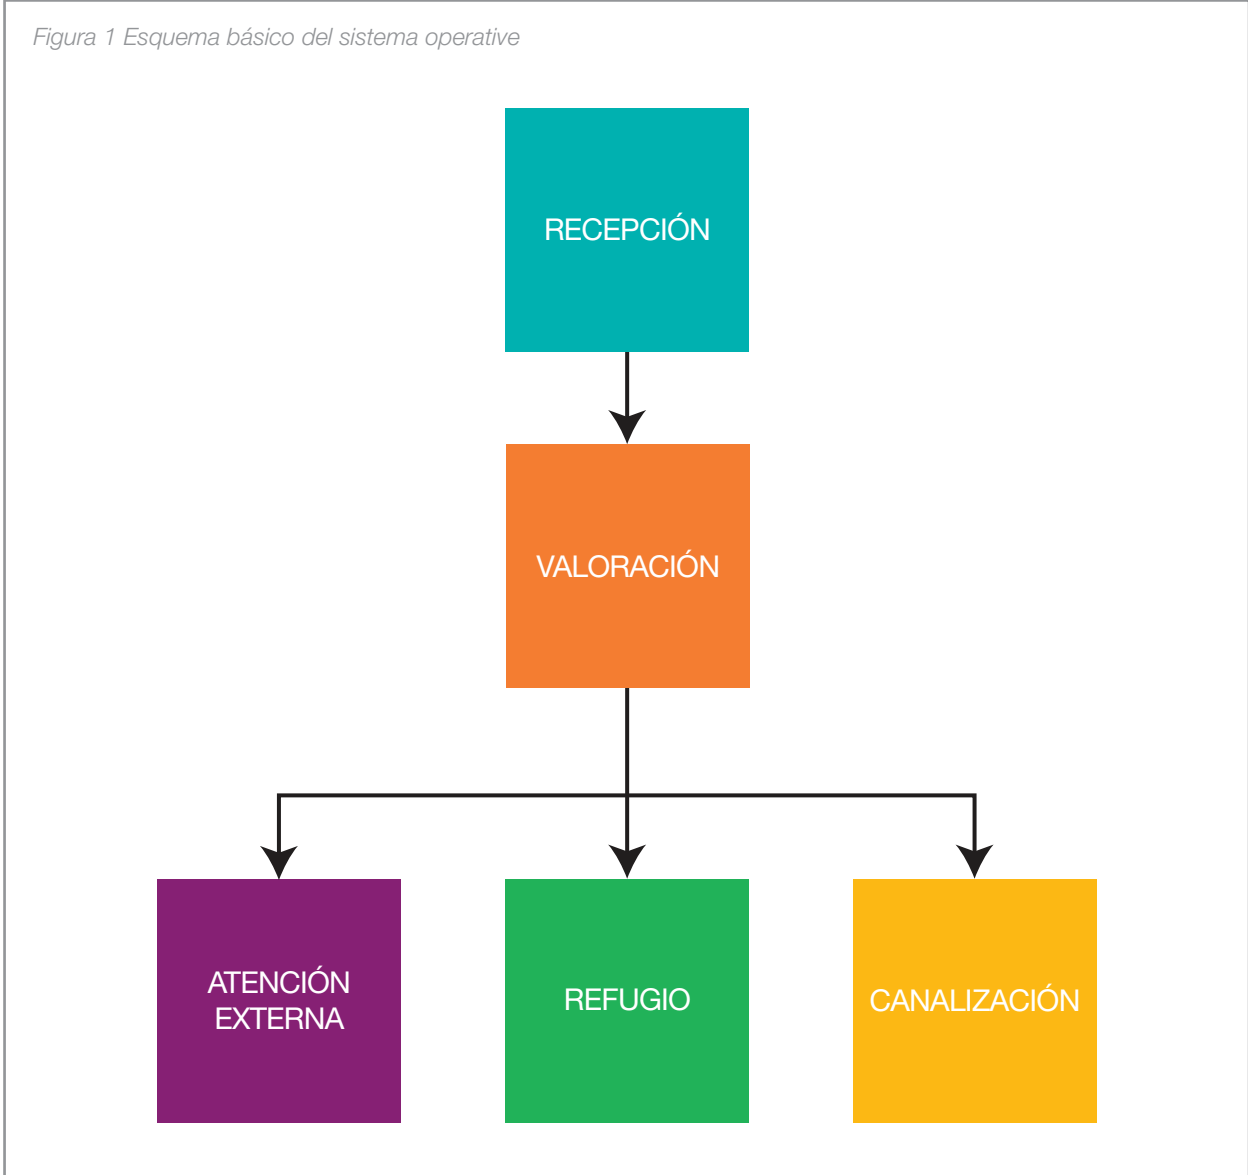 Figura 1 Esquema básico del sistema operative
RECEPCIÓN
VALORACIÓN
ATENCIÓN
EXTERNA
REFUGIO
CANALIZACIÓN